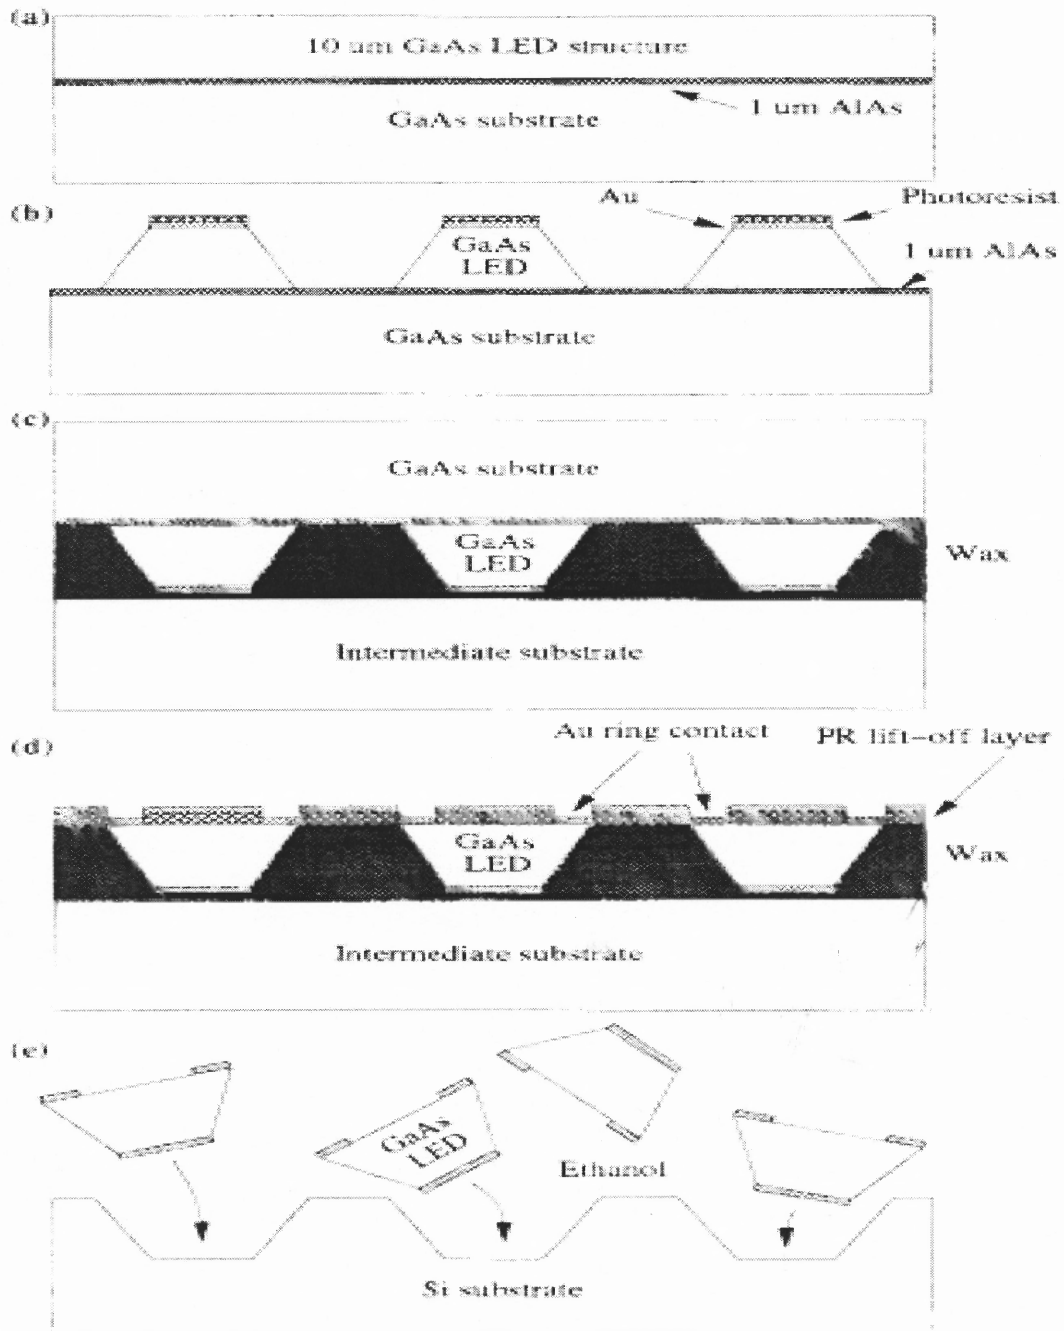 (a)
10 um GaAs LED structure
1 um AlAs
GaAs substrate
(b)
Au
Photoresist
GaAs
LED
1 um AlAs
GaAs substrate
(c)
GaAs substrate
GaAs
LED
Wax
Intermediate substrate
(d)
Au ring contact
PR lift-off layer
GaAs
LED
Wax
Intermediate substrate
(e)
GaAs
LED
Ethanol
Si substrate